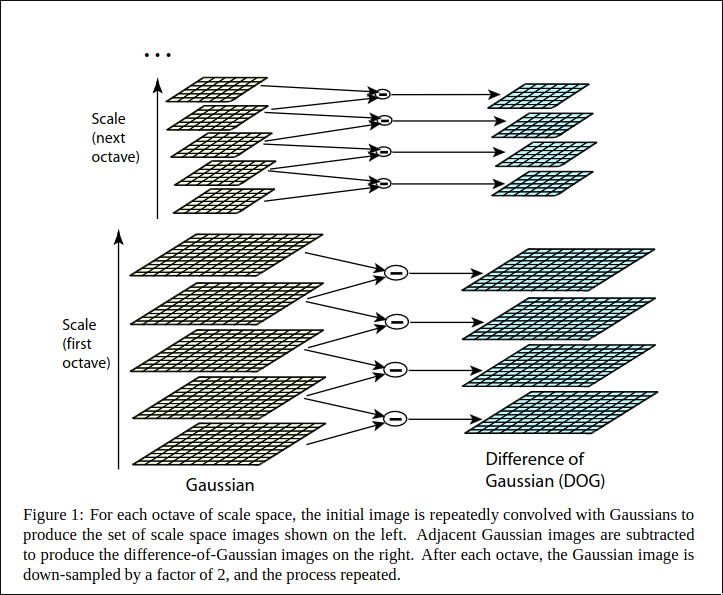 ...
Scale
(next
octave)
Scale
(first
octave)
Gaussian
Difference of
Gaussian (DOG)
Figure 1: For each octave of scale space, the initial image is repeatedly convolved with Gaussians to
produce the set of scale space images shown on the left. Adjacent Gaussian images are subtracted
to produce the difference-of-Gaussian images on the right. After each octave, the Gaussian image is
down-sampled by a factor of 2, and the process repeated.